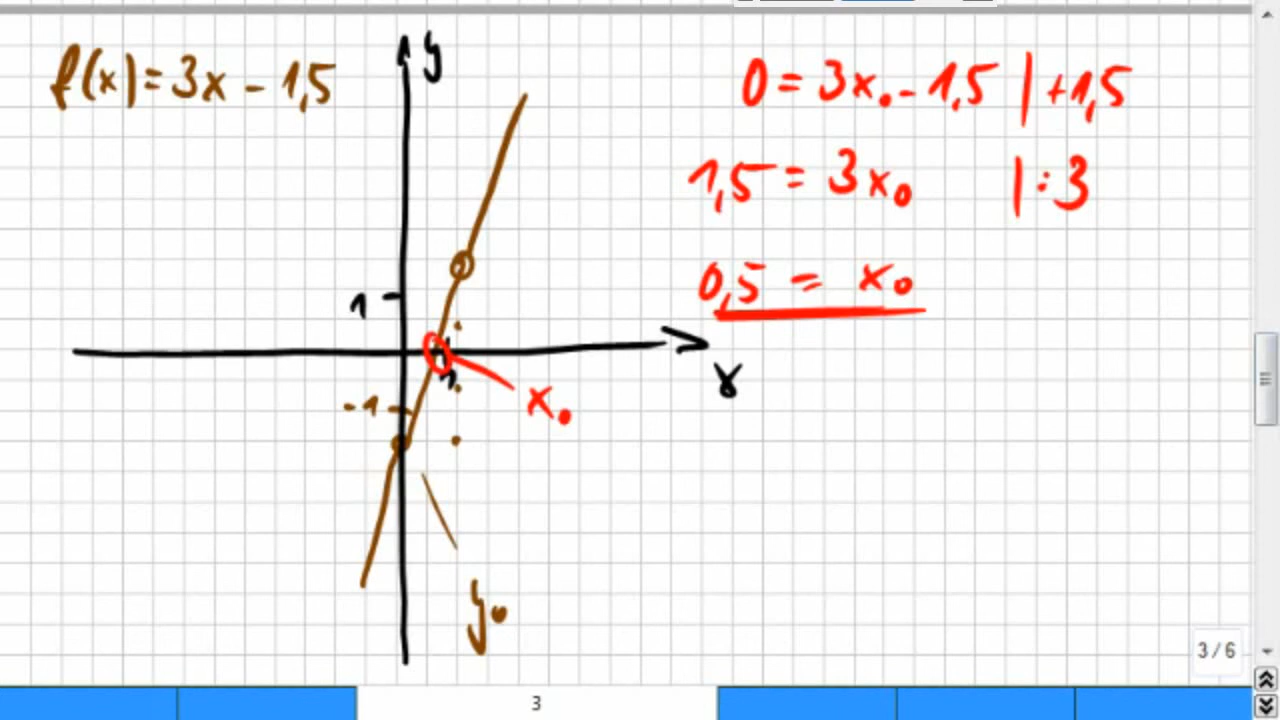 f(x) = 3x - 1,5
y
0 = 3x₀ - 1,5 | +1,5
1,5 = 3x₀ | : 3
0,5 = x₀
1
1
x
-1
x₀
y₀
3 / 6
3